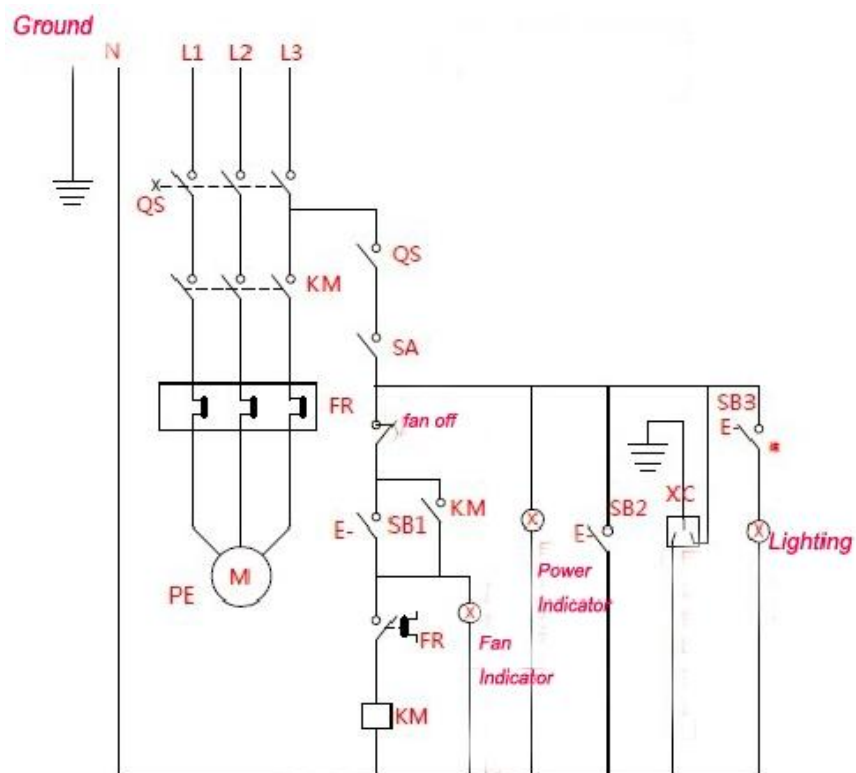 Ground
N L1 L2 L3
QS
QS
KM
SA
FR
fan off
SB3
E-
XC
KM
SB1
E-
SB2
E-
X
X
Lighting
M
PE
Power
Indicator
X
FR
Fan
Indicator
KM